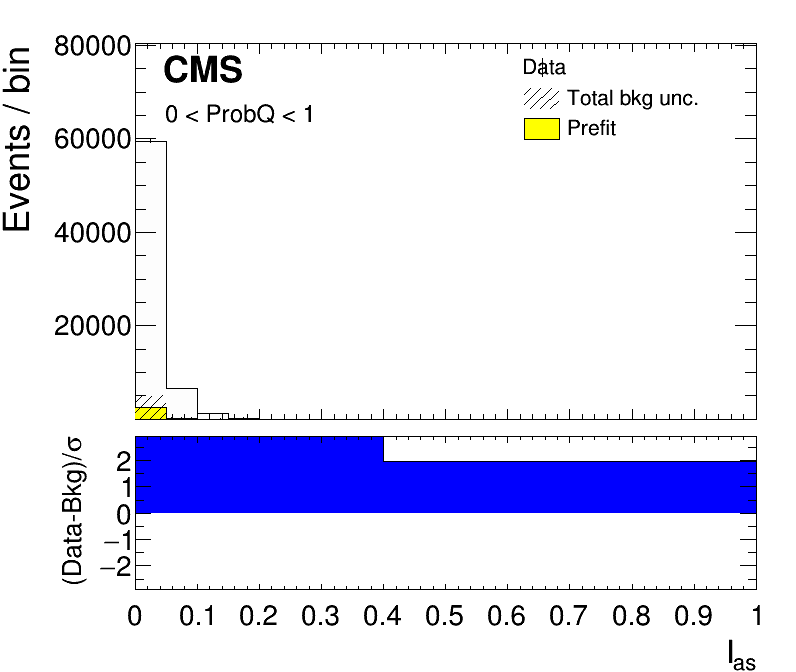 80000
60000
40000
20000
Events / bin
CMS
0 < ProbQ < 1
Data
Total bkg unc.
Prefit
(Data-Bkg)/σ
2
1
0
−1
−2
0 0.1 0.2 0.3 0.4 0.5 0.6 0.7 0.8 0.9 1
I_as